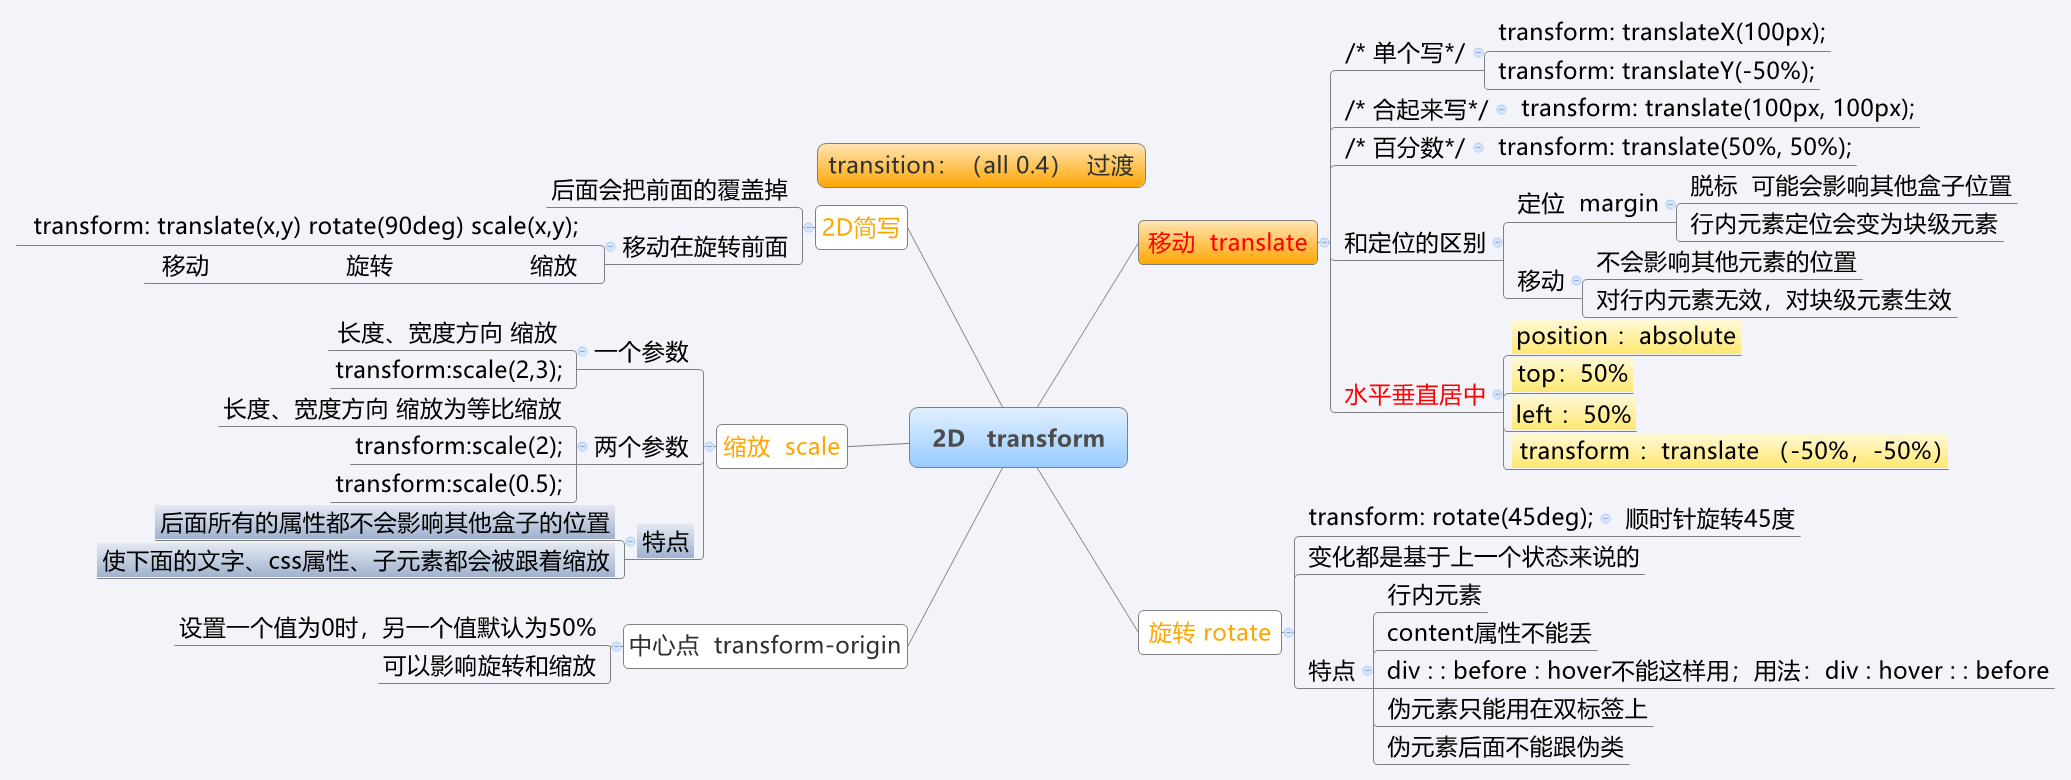 2D   transform
transition：（all 0.4）  过渡
2D简写
后面会把前面的覆盖掉
移动在旋转前面
transform: translate(x,y) rotate(90deg) scale(x,y);
移动 旋转 缩放
缩放  scale
一个参数
长度、宽度方向 缩放
transform:scale(2,3);
两个参数
长度、宽度方向 缩放为等比缩放
transform:scale(2);
transform:scale(0.5);
特点
后面所有的属性都不会影响其他盒子的位置
使下面的文字、css属性、子元素都会被跟着缩放
中心点  transform-origin
设置一个值为0时，另一个值默认为50%
可以影响旋转和缩放
移动  translate
/* 单个写*/
transform: translateX(100px);
transform: translateY(-50%);
/* 合起来写*/
transform: translate(100px, 100px);
/* 百分数*/
transform: translate(50%, 50%);
和定位的区别
定位  margin
脱标  可能会影响其他盒子位置
行内元素定位会变为块级元素
移动
不会影响其他元素的位置
对行内元素无效，对块级元素生效
水平垂直居中
position ：absolute
top：50%
left ：50%
transform ：translate （-50%，-50%）
旋转 rotate
transform: rotate(45deg);
顺时针旋转45度
变化都是基于上一个状态来说的
特点
行内元素
content属性不能丢
div : : before : hover不能这样用；用法：div : hover : : before
伪元素只能用在双标签上
伪元素后面不能跟伪类